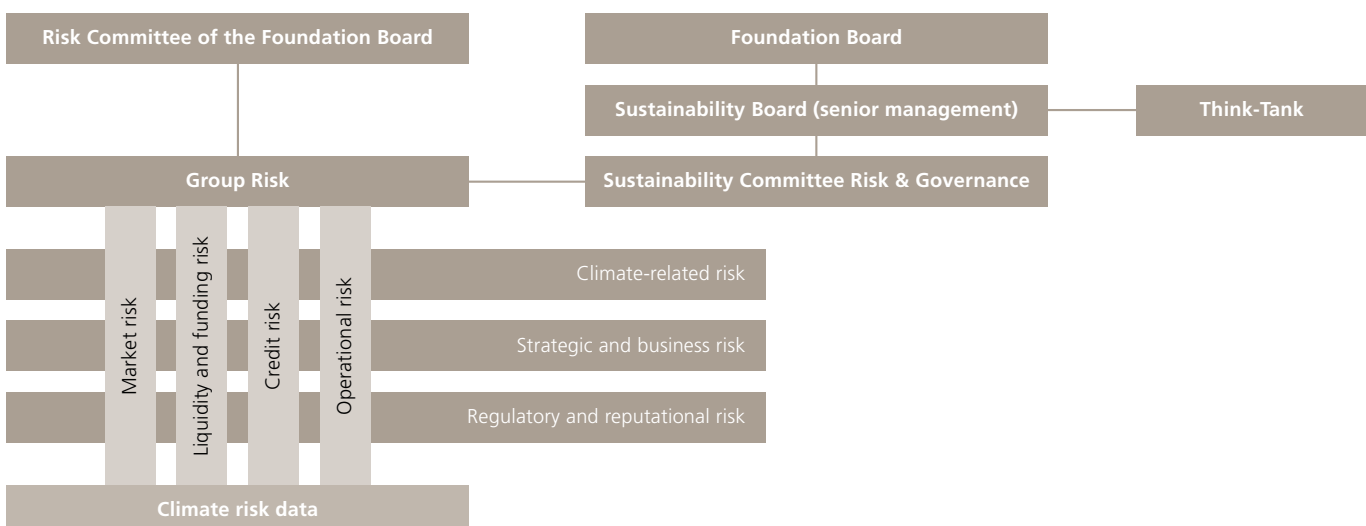 Risk Committee of the Foundation Board
Foundation Board
Sustainability Board (senior management)
Think-Tank
Group Risk
Sustainability Committee Risk & Governance
Market risk
Liquidity and funding risk
Credit risk
Operational risk
Climate-related risk
Strategic and business risk
Regulatory and reputational risk
Climate risk data